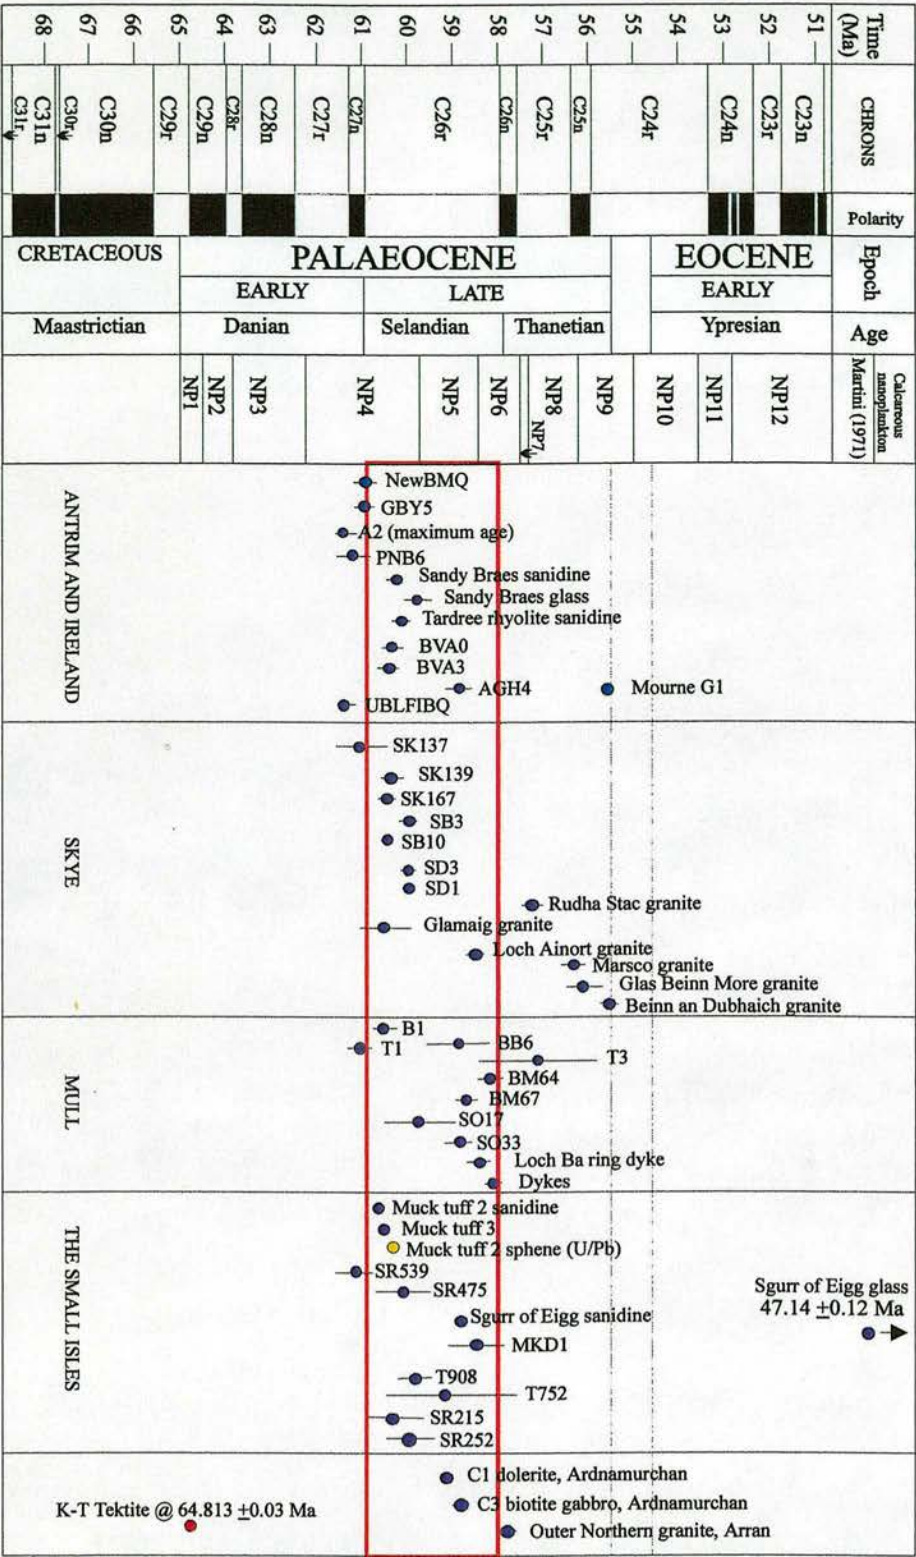 Time
(Ma)
68 67 66 65 64 63 62 61 60 59 58 57 56 55 54 53 52 51
CHRONS
C31r C31n C30r C30n C29r C29n C28r C28n C27r C27n C26r C26n C25r C25n C24r C24n C23r C23n
Polarity
Epoch
CRETACEOUS PALAEOCENE EOCENE
EARLY LATE EARLY
Age
Maastrictian Danian Selandian Thanetian Ypresian
Calcareous
nanoplankton
Martini (1971)
NP1 NP2 NP3 NP4 NP5 NP6 NP7 NP8 NP9 NP10 NP11 NP12
ANTRIM AND IRELAND
NewBMQ
GBY5
A2 (maximum age)
PNB6
Sandy Braes sanidine
Sandy Braes glass
Tardree rhyolite sanidine
BVA0
BVA3
AGH4 Mourne G1
UBLFIBQ
SKYE
SK137
SK139
SK167
SB3
SB10
SD3
SD1
Rudha Stac granite
Glamaig granite
Loch Ainort granite
Marsco granite
Glas Beinn More granite
Beinn an Dubhaich granite
MULL
B1
BB6
T1
T3
BM64
BM67
SO17
SO33
Loch Ba ring dyke
Dykes
THE SMALL ISLES
Muck tuff 2 sanidine
Muck tuff 3
Muck tuff 2 sphene (U/Pb)
SR539
SR475
Sgurr of Eigg glass
47.14 ±0.12 Ma
Sgurr of Eigg sanidine
MKD1
T908
T752
SR215
SR252
C1 dolerite, Ardnamurchan
C3 biotite gabbro, Ardnamurchan
K-T Tektite @ 64.813 ±0.03 Ma
Outer Northern granite, Arran